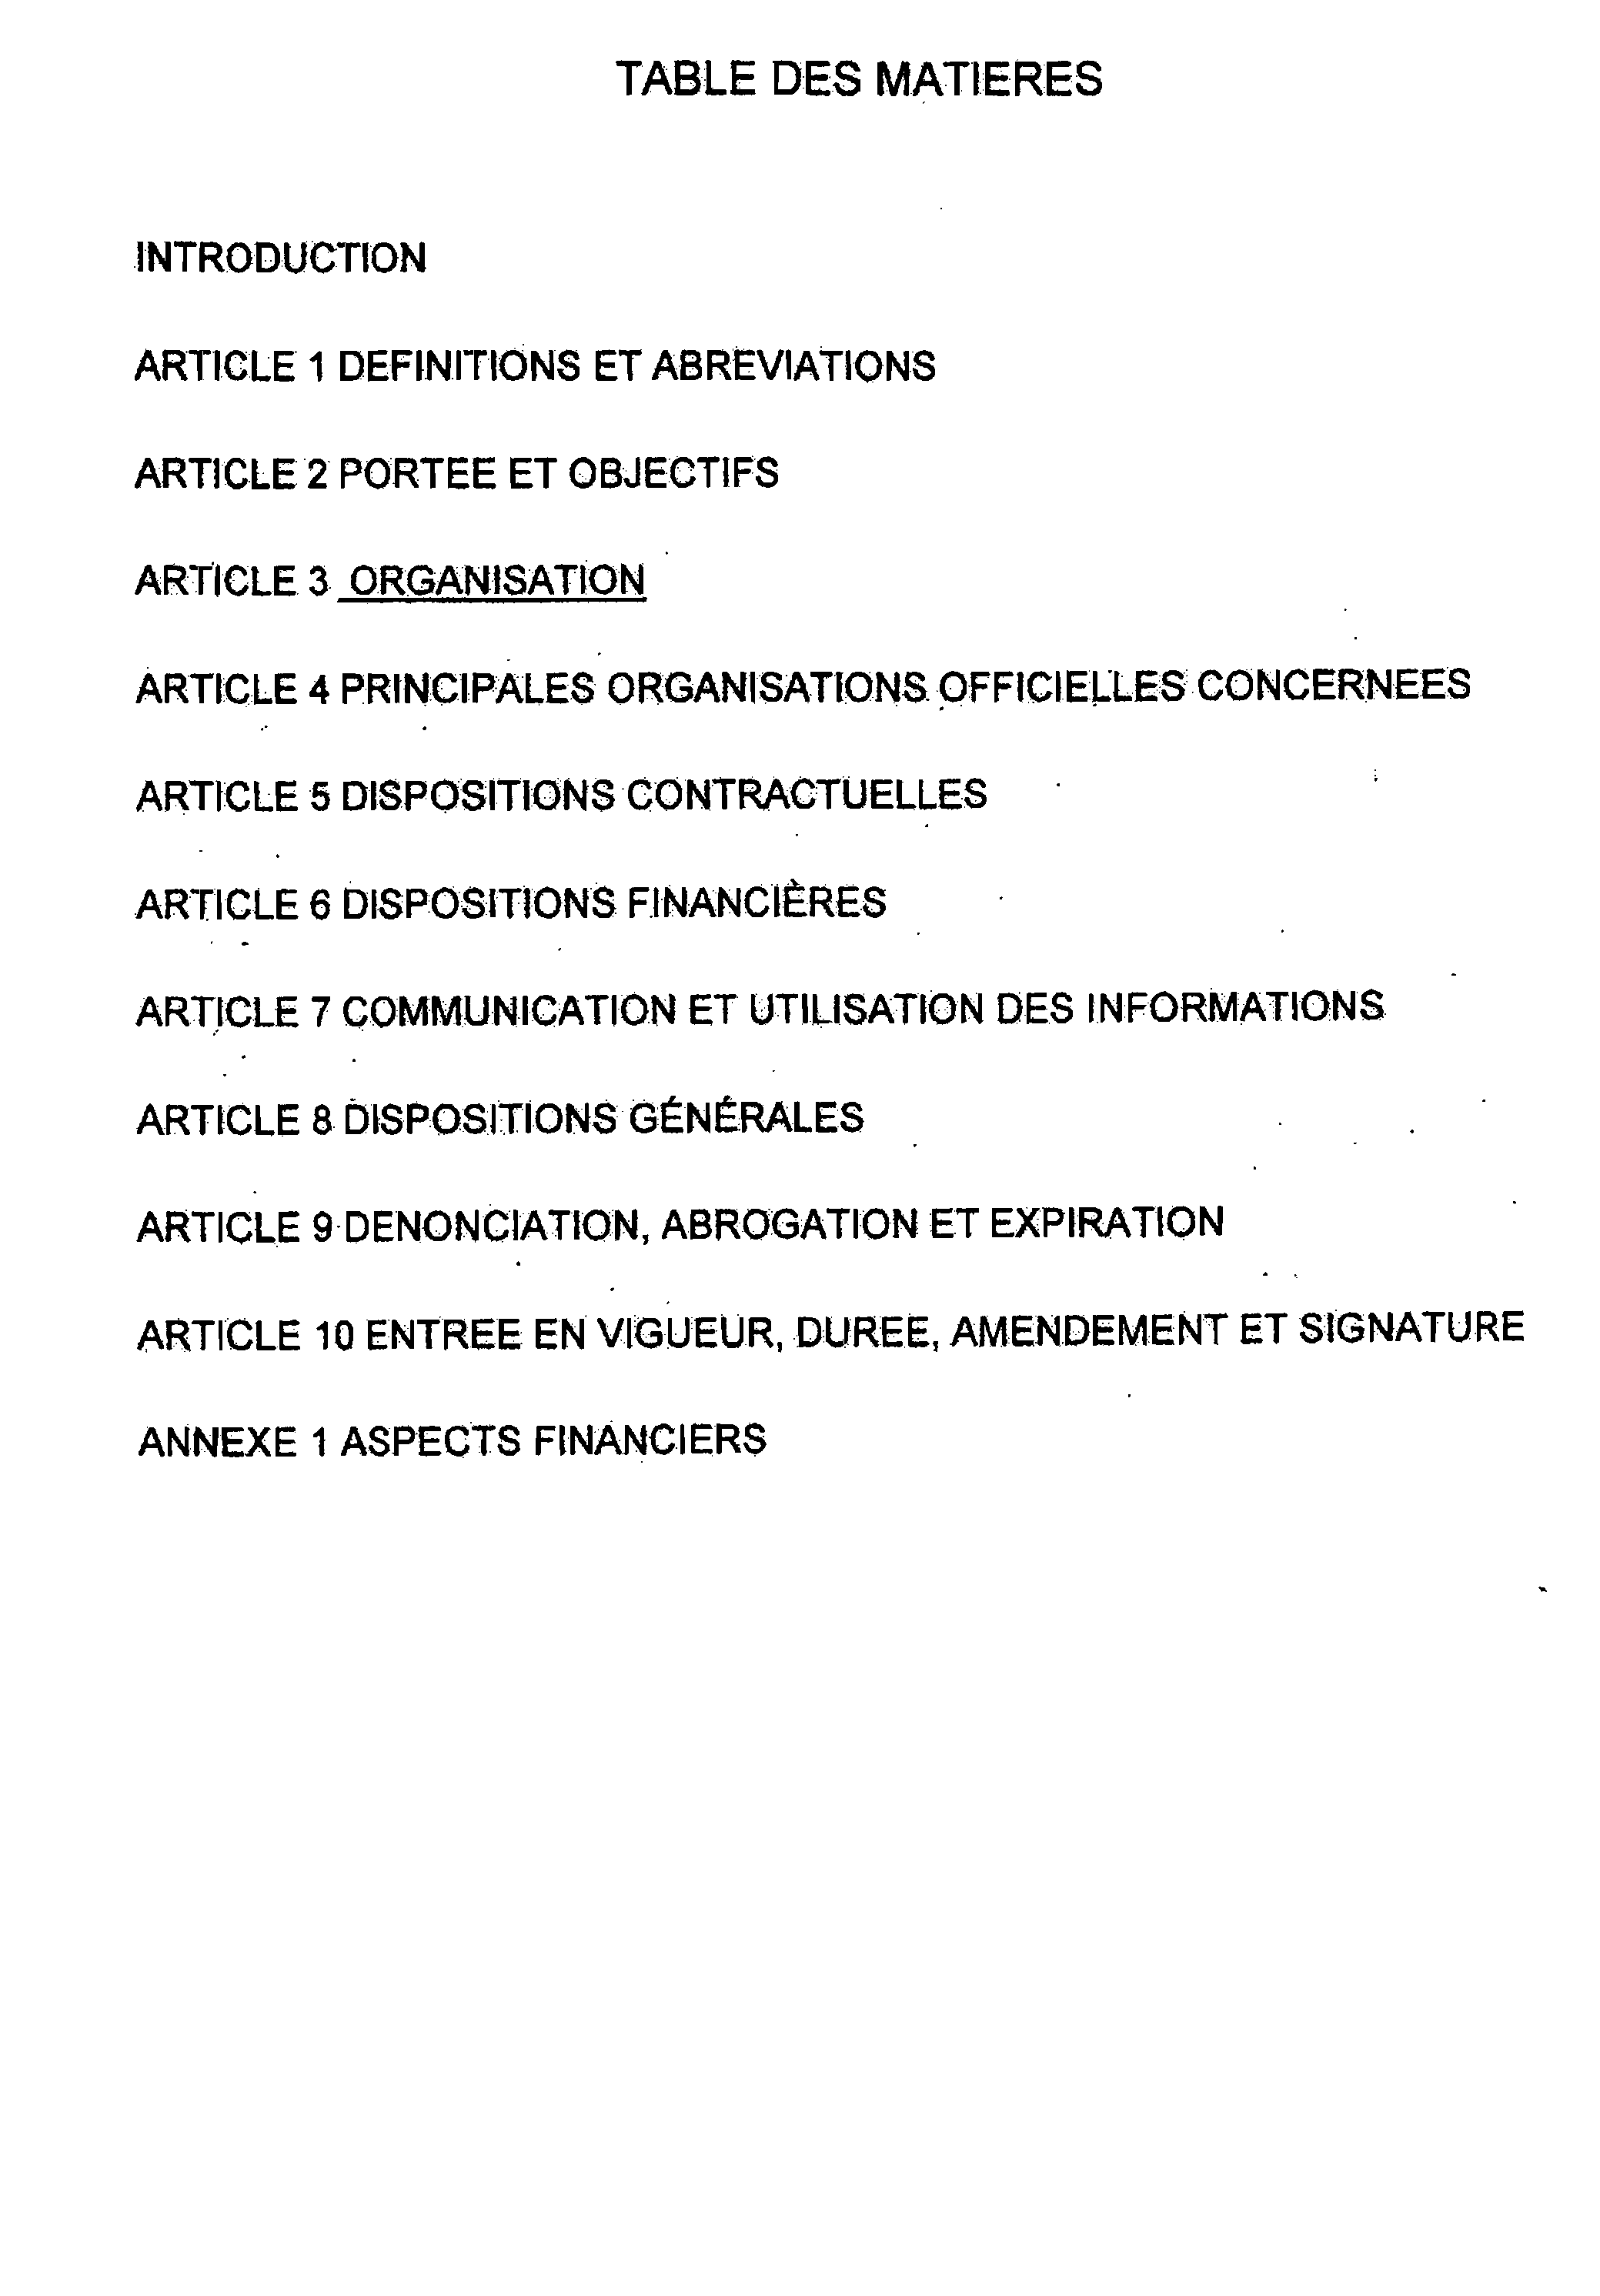 TABLE DES MATIERES
INTRODUCTION
ARTICLE 1 DEFINITIONS ET ABREVIATIONS
ARTICLE 2 PORTEE ET OBJECTIFS
ARTICLE 3 ORGANISATION
ARTICLE 4 PRINCIPALES ORGANISATIONS OFFICIELLES CONCERNEES
ARTICLE 5 DISPOSITIONS CONTRACTUELLES
ARTICLE 6 DISPOSITIONS FINANCIÈRES
ARTICLE 7 COMMUNICATION ET UTILISATION DES INFORMATIONS
ARTICLE 8 DISPOSITIONS GÉNÉRALES
ARTICLE 9 DENONCIATION, ABROGATION ET EXPIRATION
ARTICLE 10 ENTREE EN VIGUEUR, DUREE, AMENDEMENT ET SIGNATURE
ANNEXE 1 ASPECTS FINANCIERS